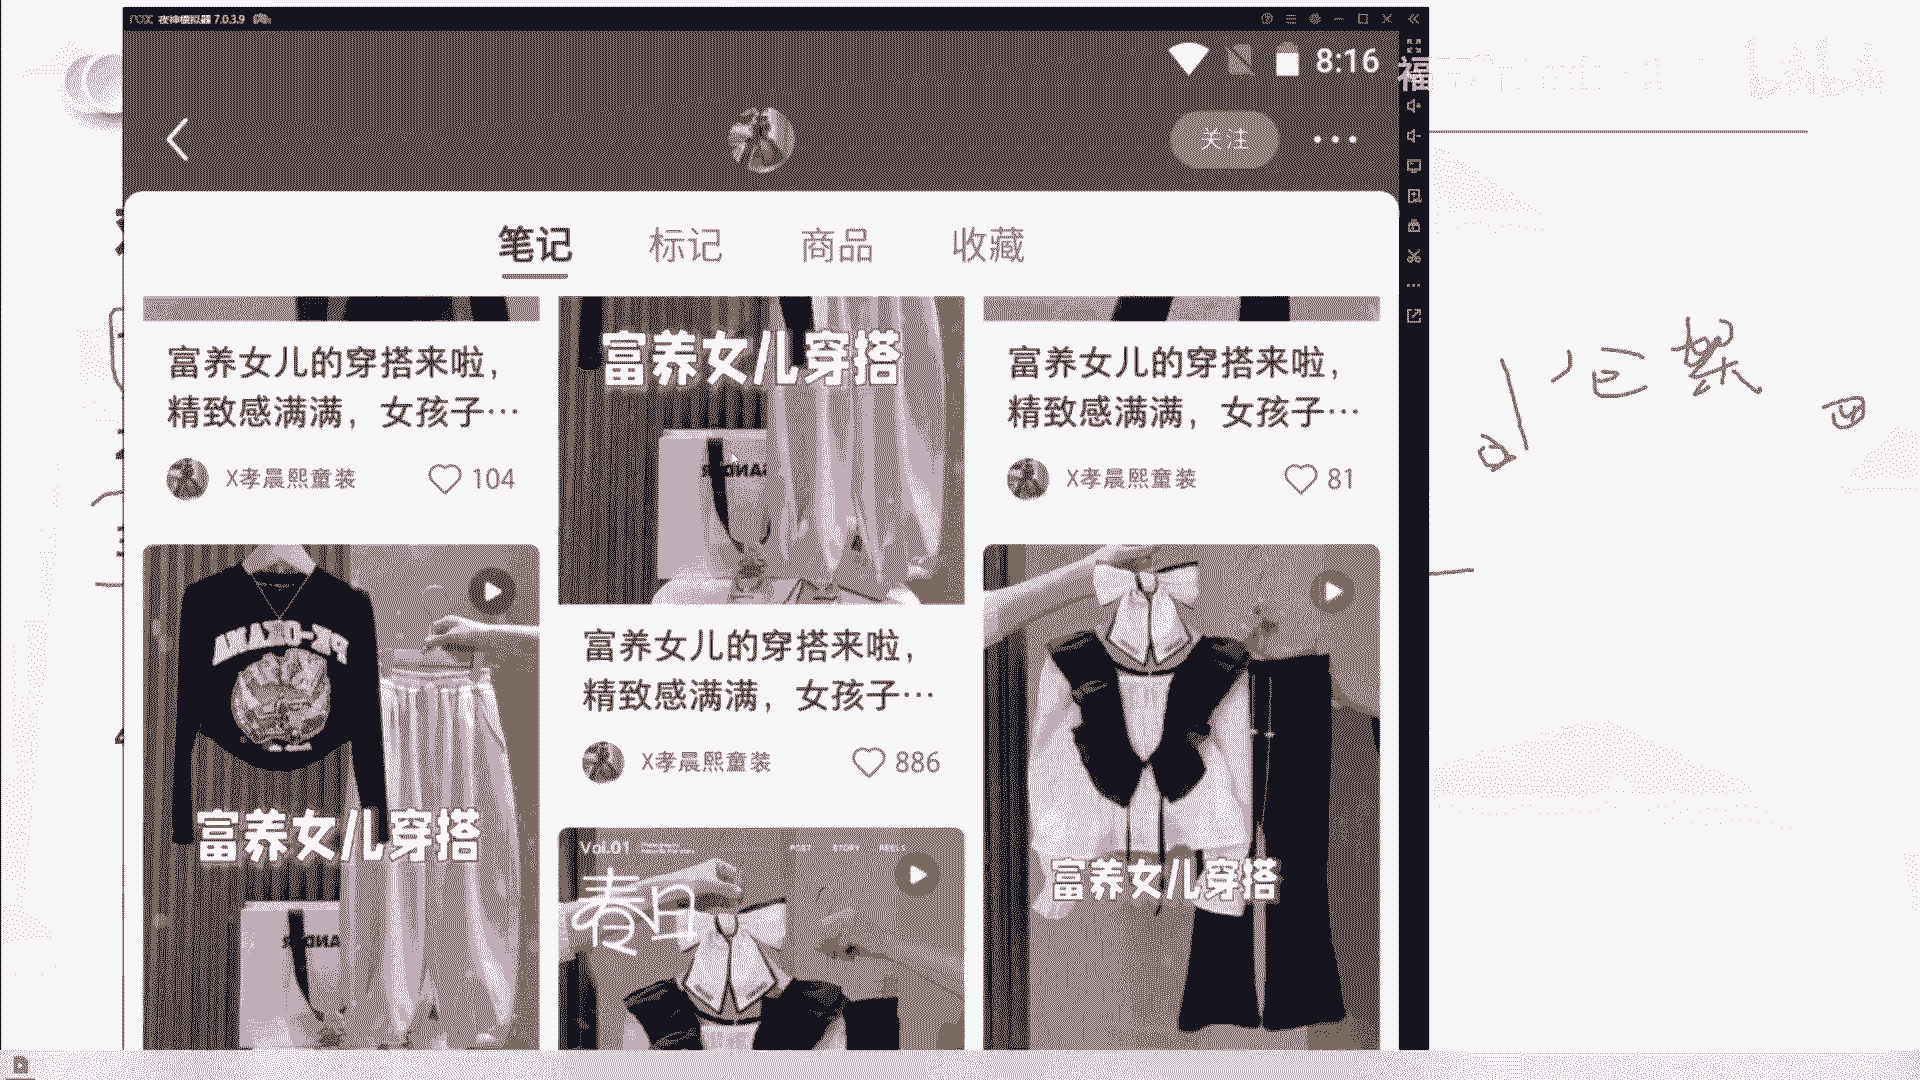 nox 夜神模拟器 7.0.3.9
8:16
福
关注
笔记 标记 商品 收藏
富养女儿的穿搭来啦，
精致感满满，女孩子…
X孝晨熙童装 104
富养女儿穿搭
富养女儿的穿搭来啦，
精致感满满，女孩子…
X孝晨熙童装 886
富养女儿的穿搭来啦，
精致感满满，女孩子…
X孝晨熙童装 81
富养女儿穿搭
Vol.01
POST STORY REELS
春日
富养女儿穿搭